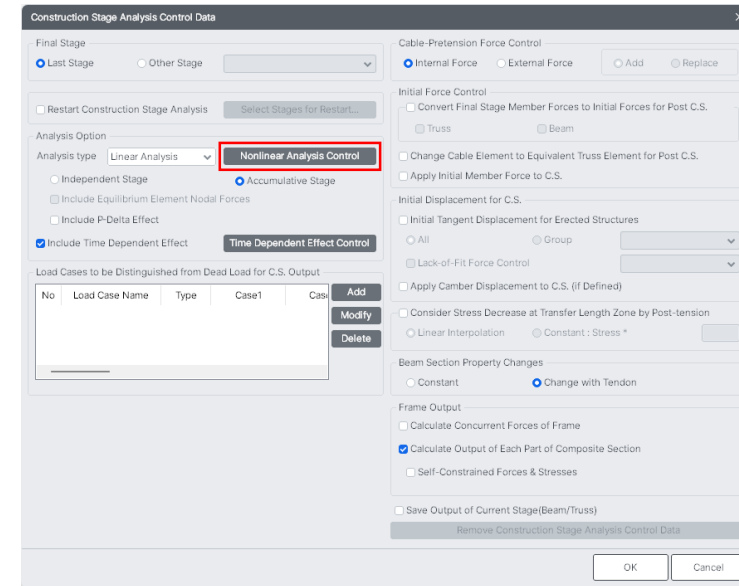 Construction Stage Analysis Control Data
Final Stage
Last Stage
Other Stage
Restart Construction Stage Analysis
Select Stages for Restart...
Analysis Option
Analysis type
Linear Analysis
Nonlinear Analysis Control
Independent Stage
Accumulative Stage
Include Equilibrium Element Nodal Forces
Include P-Delta Effect
Include Time Dependent Effect
Time Dependent Effect Control
Load Cases to be Distinguished from Dead Load for C.S. Output
No Load Case Name Type Case1 Case
Add
Modify
Delete
Cable-Pretension Force Control
Internal Force
External Force
Add
Replace
Initial Force Control
Convert Final Stage Member Forces to Initial Forces for Post C.S.
Truss
Beam
Change Cable Element to Equivalent Truss Element for Post C.S.
Apply Initial Member Force to C.S.
Initial Displacement for C.S.
Initial Tangent Displacement for Erected Structures
All
Group
Lack-of-Fit Force Control
Apply Camber Displacement to C.S. (if Defined)
Consider Stress Decrease at Transfer Length Zone by Post-tension
Linear Interpolation
Constant : Stress *
Beam Section Property Changes
Constant
Change with Tendon
Frame Output
Calculate Concurrent Forces of Frame
Calculate Output of Each Part of Composite Section
Self-Constrained Forces & Stresses
Save Output of Current Stage(Beam/Truss)
Remove Construction Stage Analysis Control Data
OK
Cancel